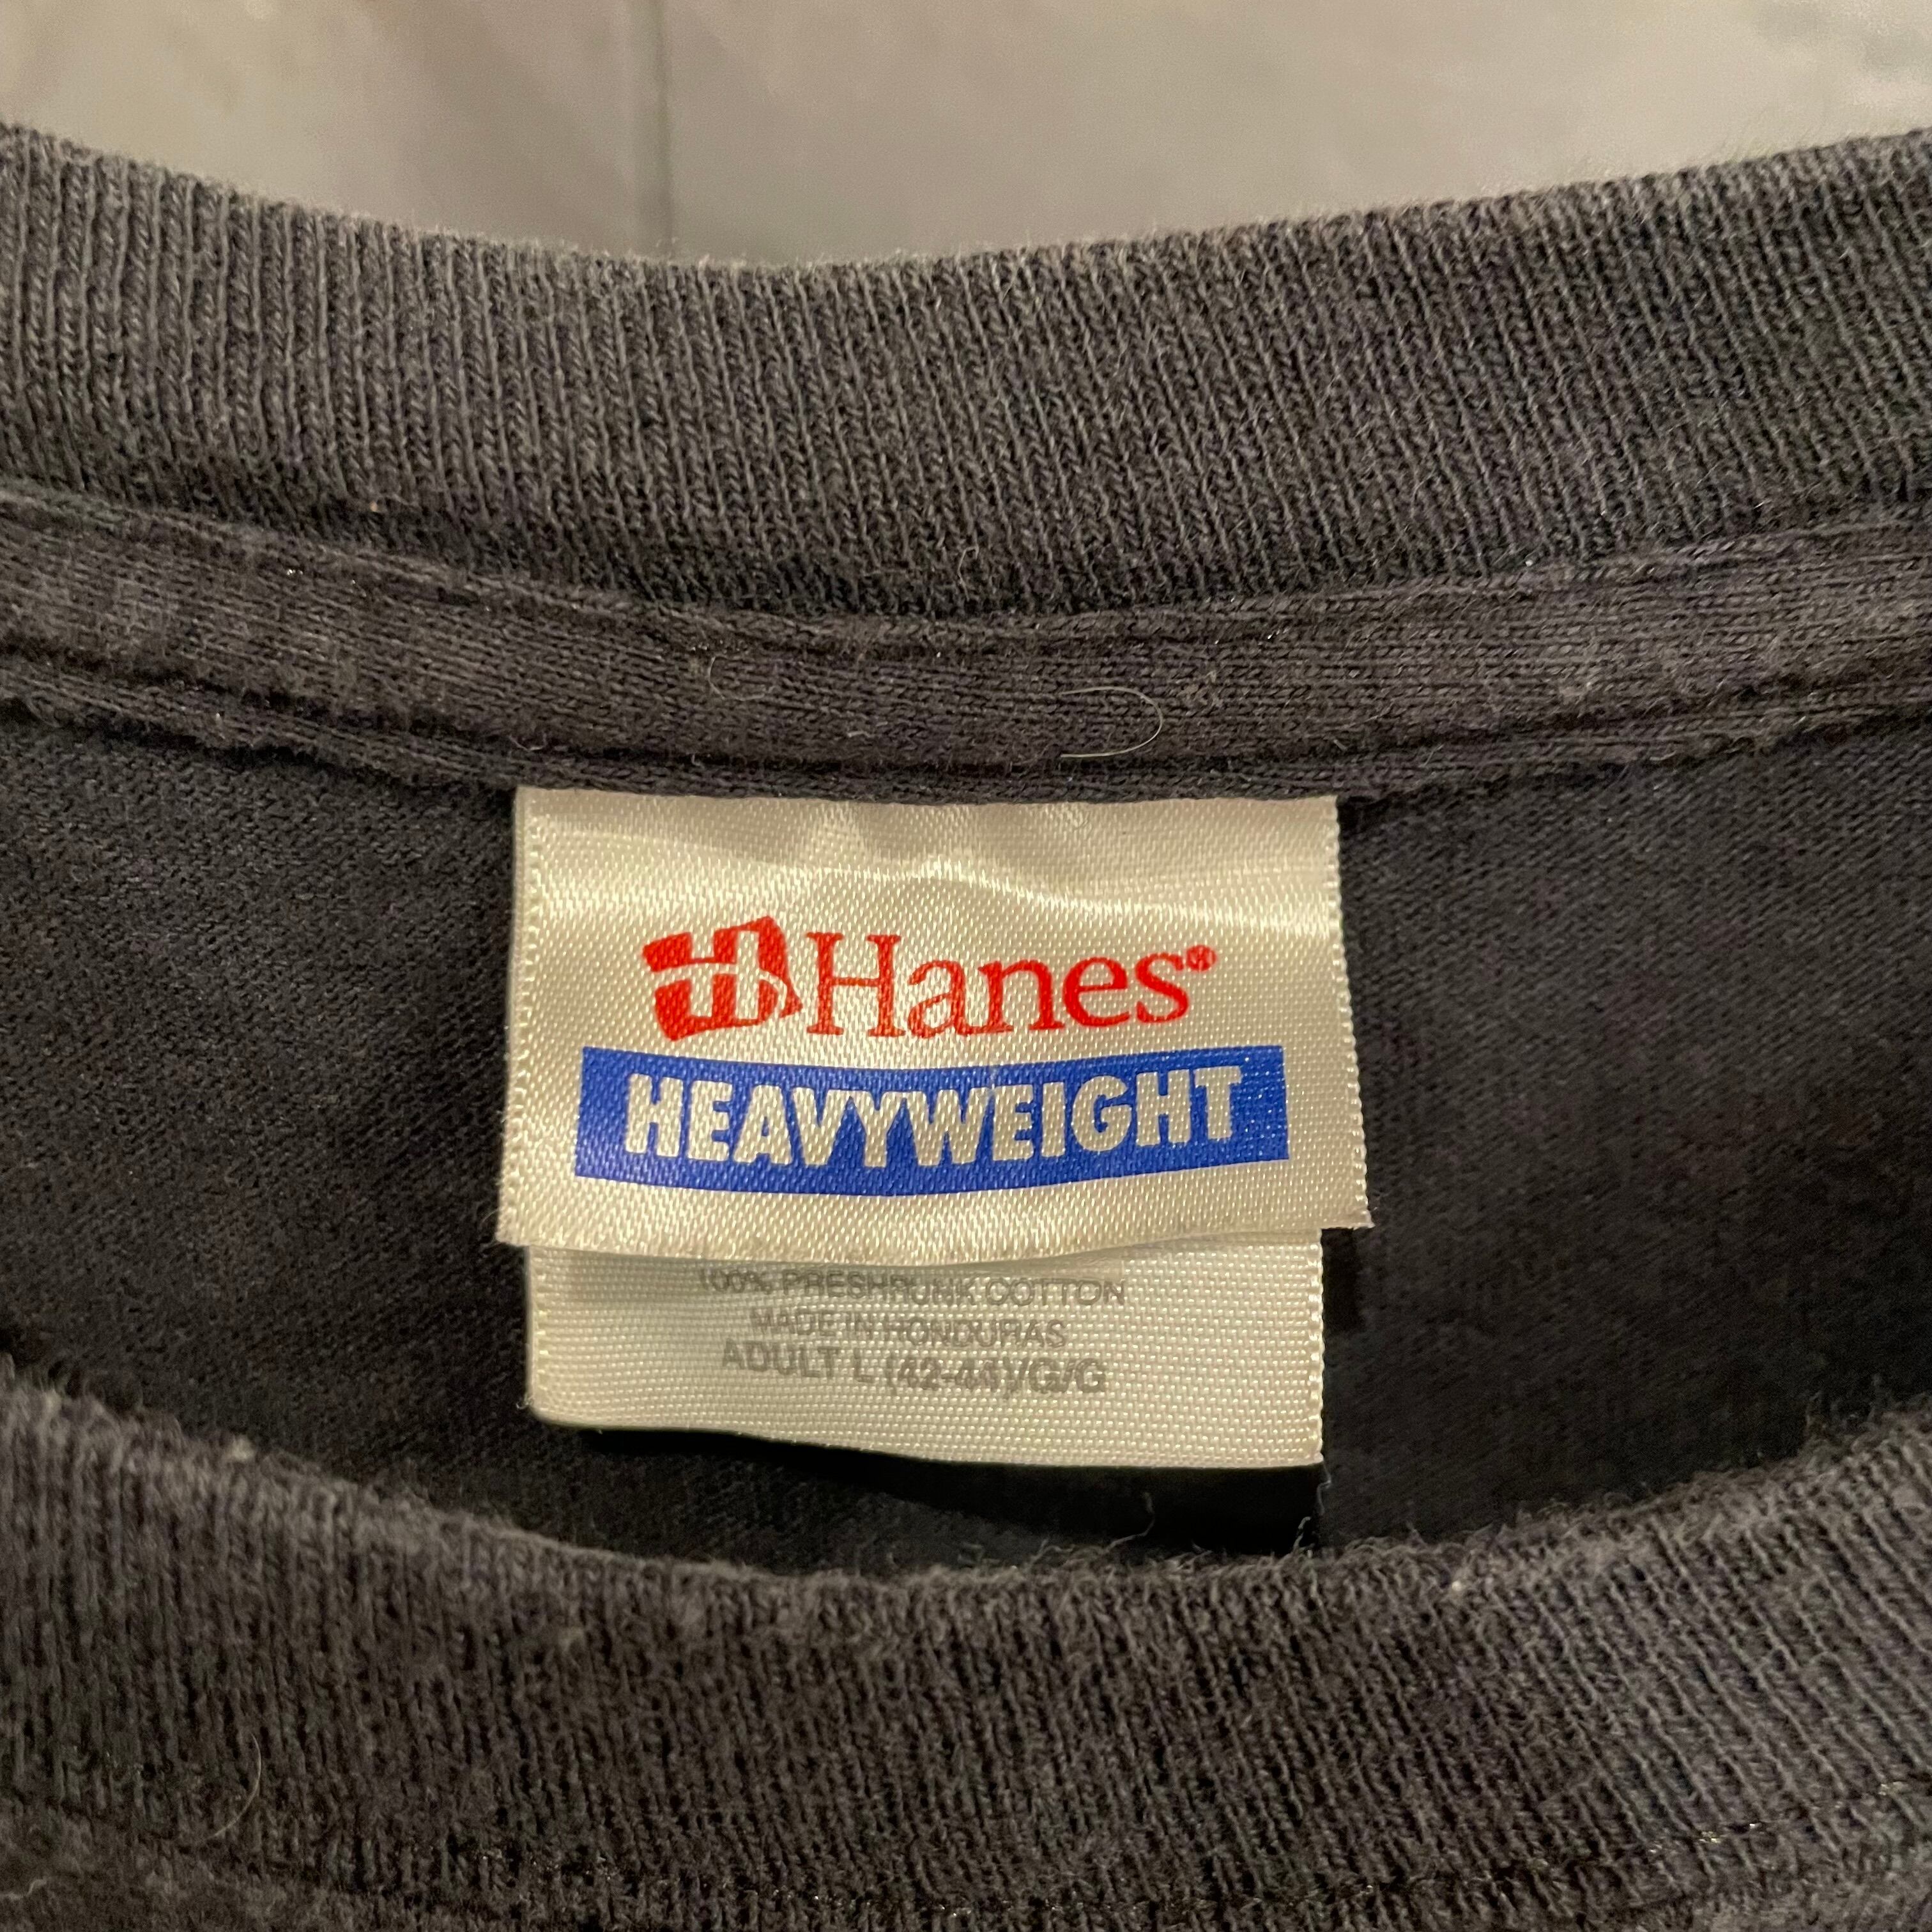 Hanes®
HEAVYWEIGHT
100% PRESHRUNK COTTON
MADE IN HONDURAS
ADULT L (42-44)/G/G